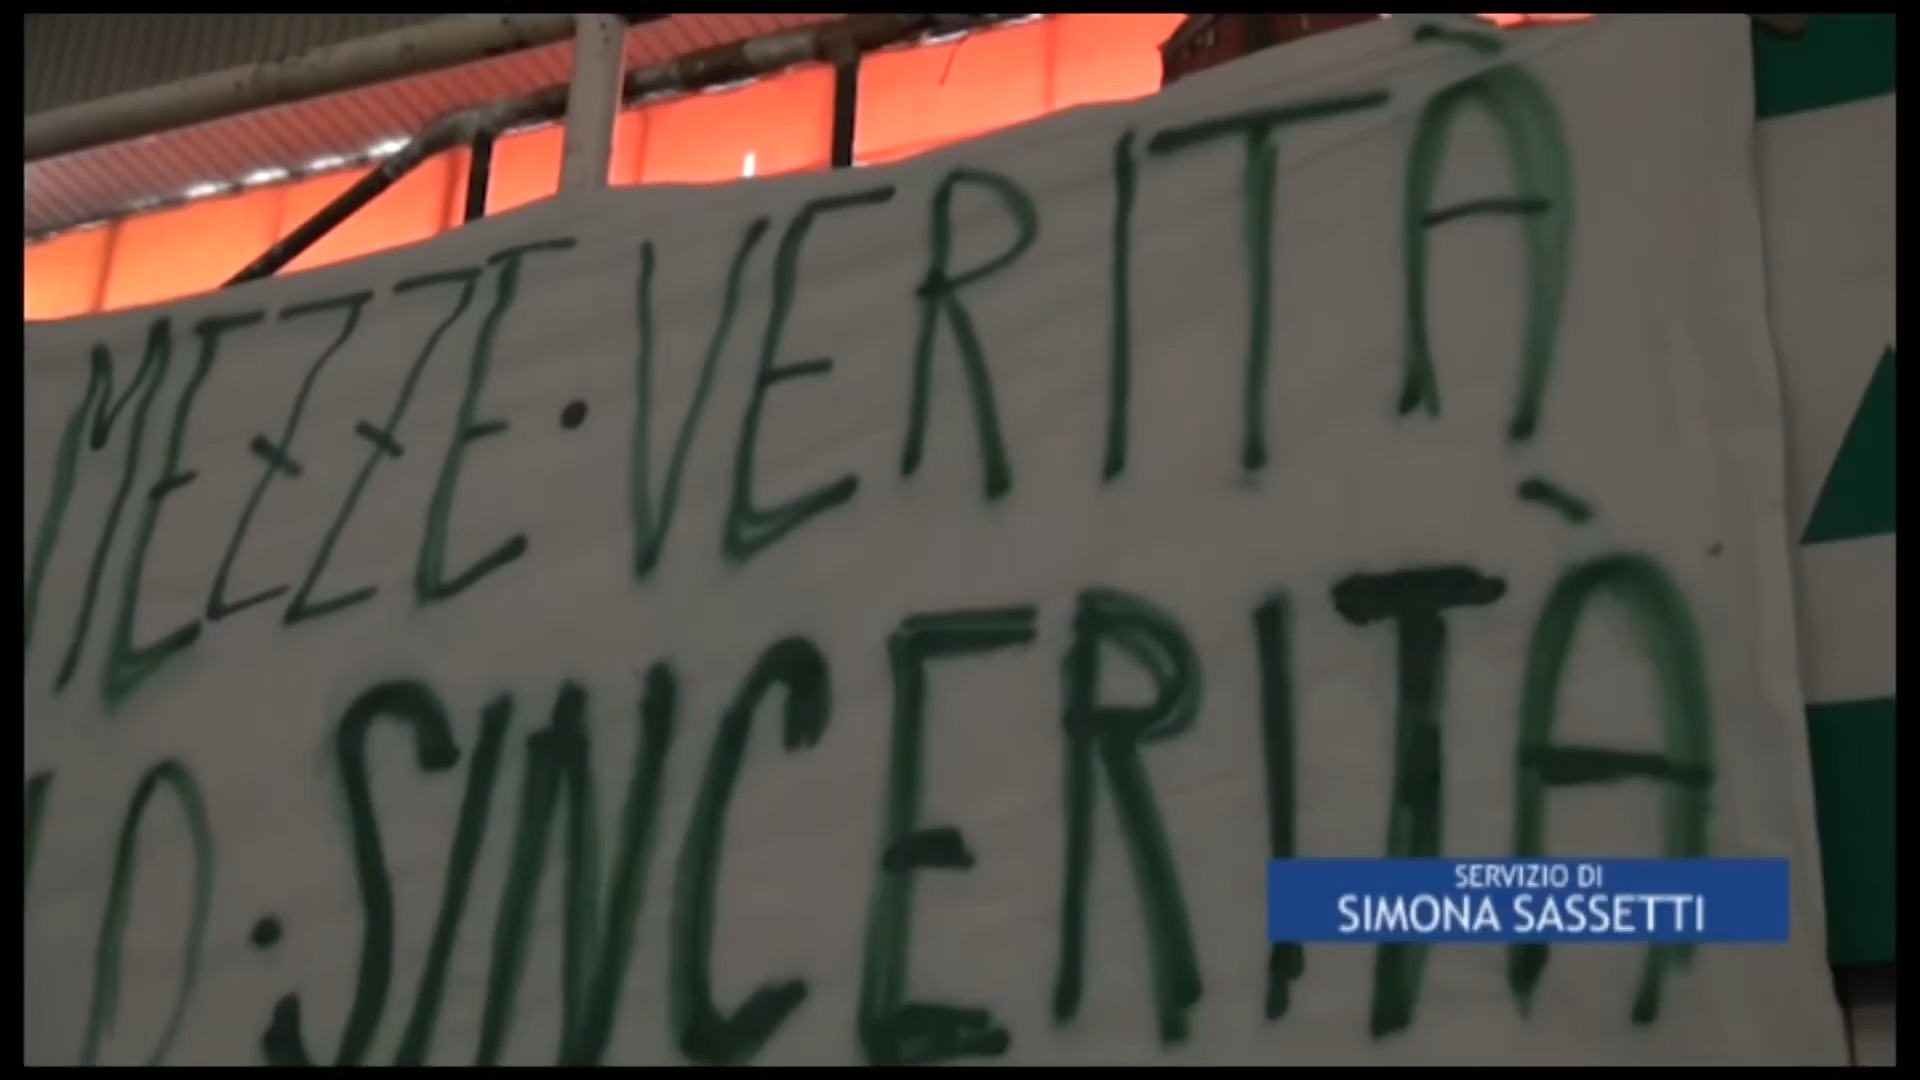 MEZZE·VERITÀ
SINCERITÀ
SERVIZIO DI
SIMONA SASSETTI